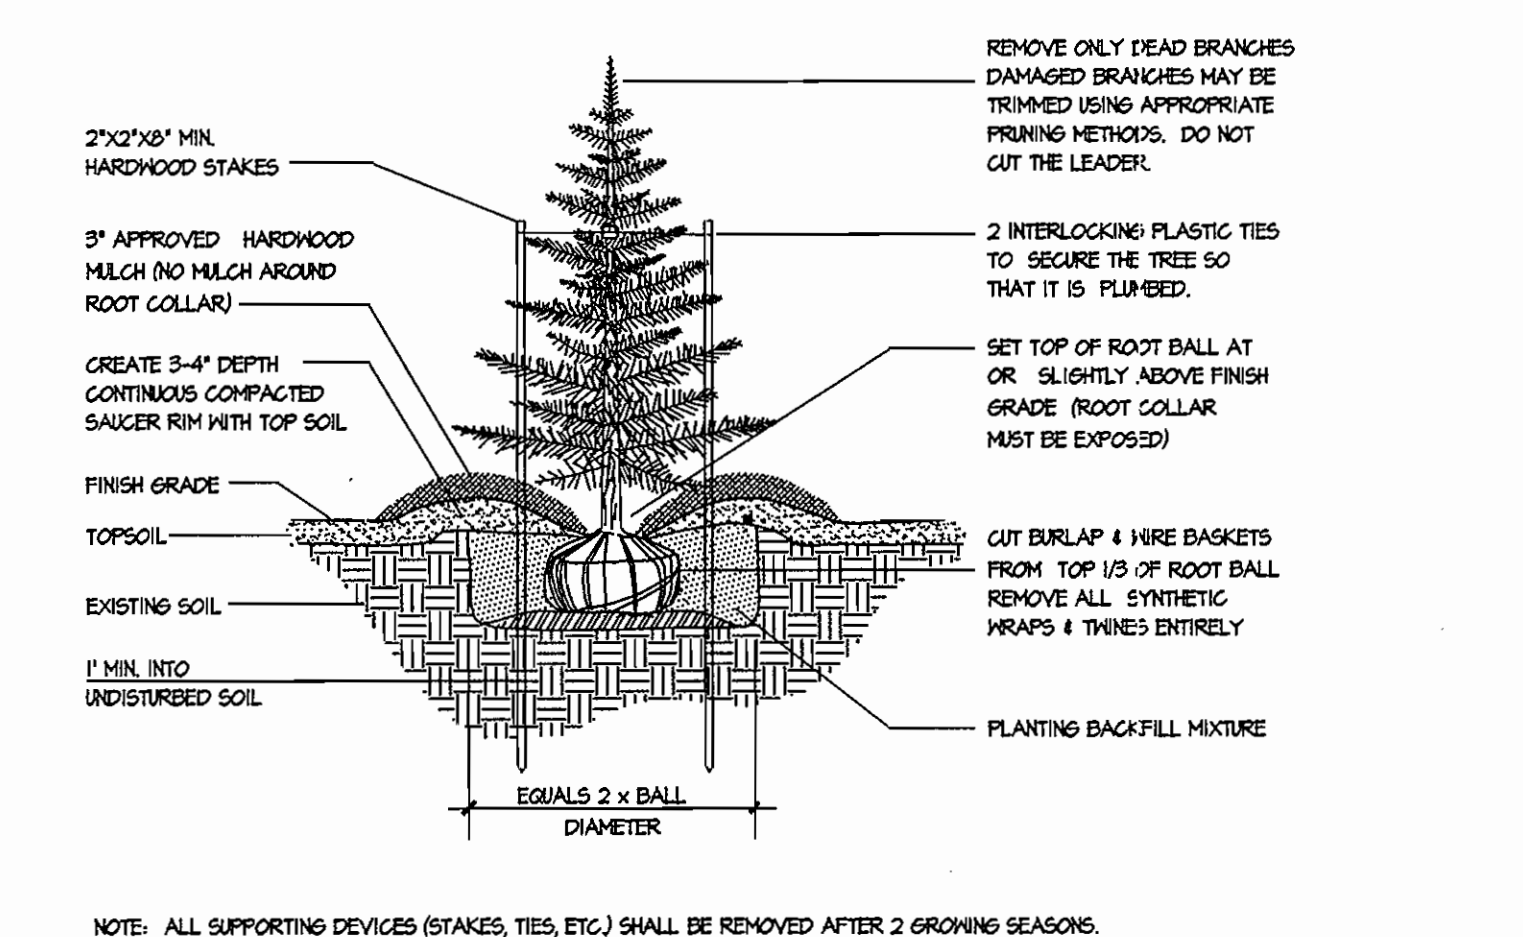 2"X2"X8" MIN.
HARDWOOD STAKES
3" APPROVED HARDWOOD
MULCH (NO MULCH AROUND
ROOT COLLAR)
CREATE 3-4" DEPTH
CONTINUOUS COMPACTED
SAUCER RIM WITH TOP SOIL
FINISH GRADE
TOPSOIL
EXISTING SOIL
1' MIN. INTO
UNDISTURBED SOIL
REMOVE ONLY DEAD BRANCHES
DAMAGED BRANCHES MAY BE
TRIMMED USING APPROPRIATE
PRUNING METHODS. DO NOT
CUT THE LEADER.
2 INTERLOCKING PLASTIC TIES
TO SECURE THE TREE SO
THAT IT IS PLUMBED.
SET TOP OF ROOT BALL AT
OR SLIGHTLY ABOVE FINISH
GRADE (ROOT COLLAR
MUST BE EXPOSED)
CUT BURLAP & WIRE BASKETS
FROM TOP 1/3 OF ROOT BALL
REMOVE ALL SYNTHETIC
WRAPS & TWINES ENTIRELY
PLANTING BACKFILL MIXTURE
EQUALS 2 x BALL
DIAMETER
NOTE: ALL SUPPORTING DEVICES (STAKES, TIES, ETC.) SHALL BE REMOVED AFTER 2 GROWING SEASONS.